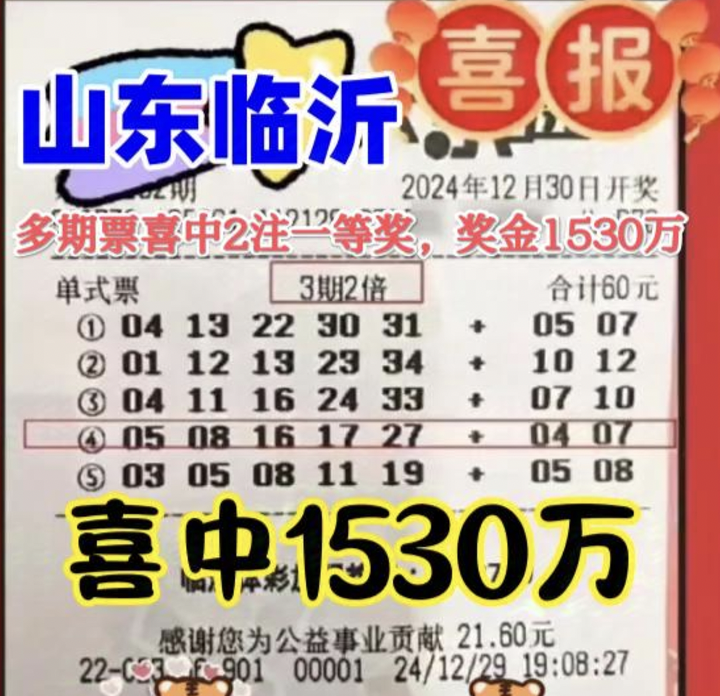 喜报
山东临沂
2期
2024年12月30日开奖
多期票喜中2注一等奖，奖金1530万
单式票 3期2倍 合计60元
① 04 13 22 30 31 + 05 07
② 01 12 13 23 34 + 10 12
③ 04 11 16 24 33 + 07 10
④ 05 08 16 17 27 + 04 07
⑤ 03 05 08 11 19 + 05 08
喜中1530万
感谢您为公益事业贡献 21.60元
00001 24/12/29 19:08:27